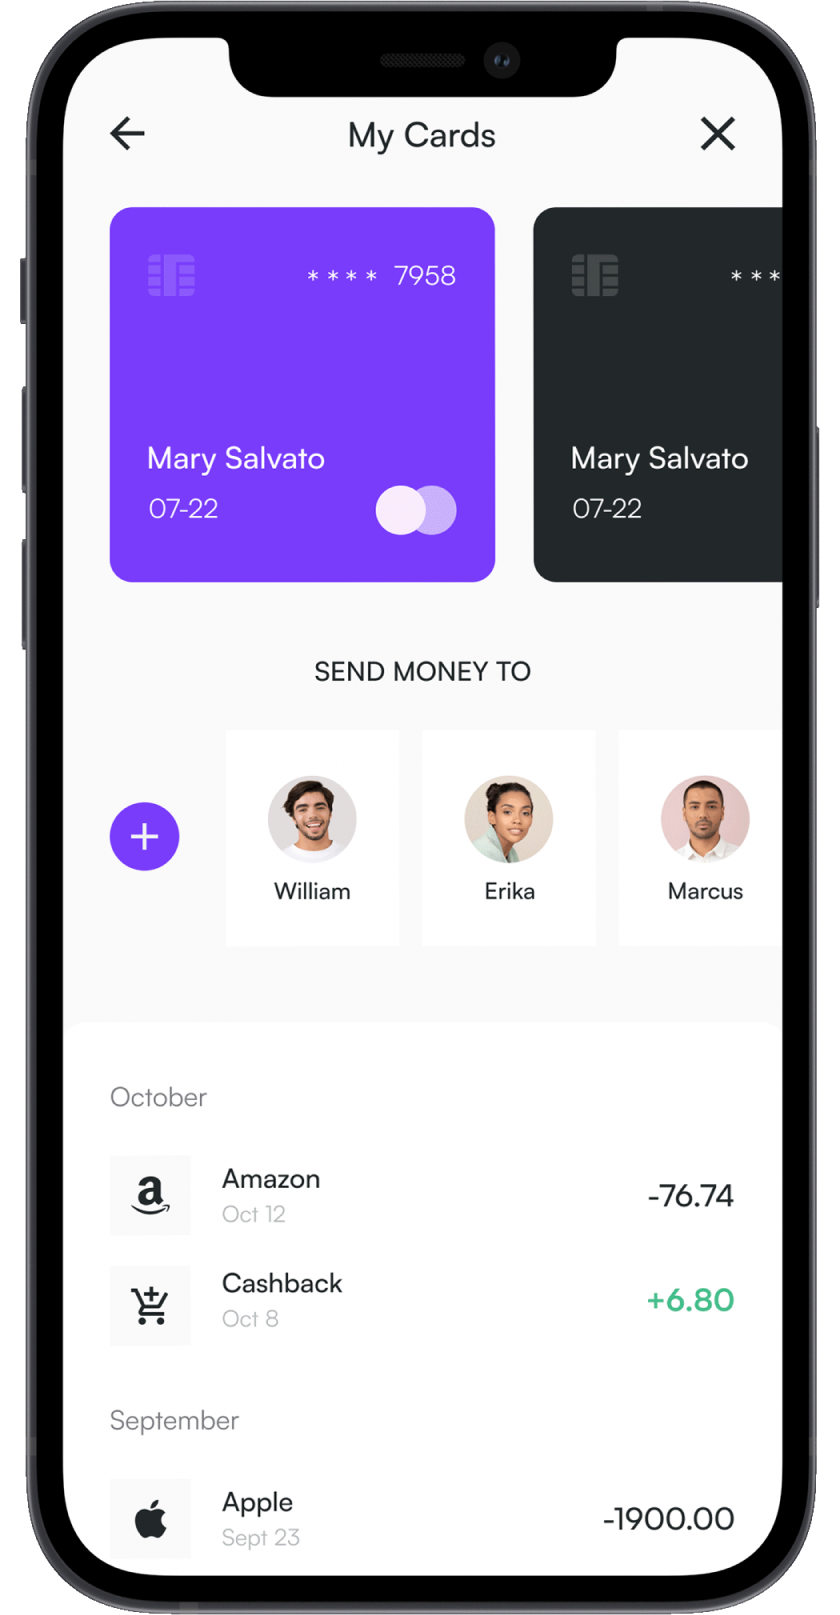 My Cards
* * * * 7958
* * *
Mary Salvato
Mary Salvato
07-22
07-22
SEND MONEY TO
William
Erika
Marcus
October
Amazon
Oct 12
-76.74
Cashback
Oct 8
+6.80
September
Apple
Sept 23
-1900.00